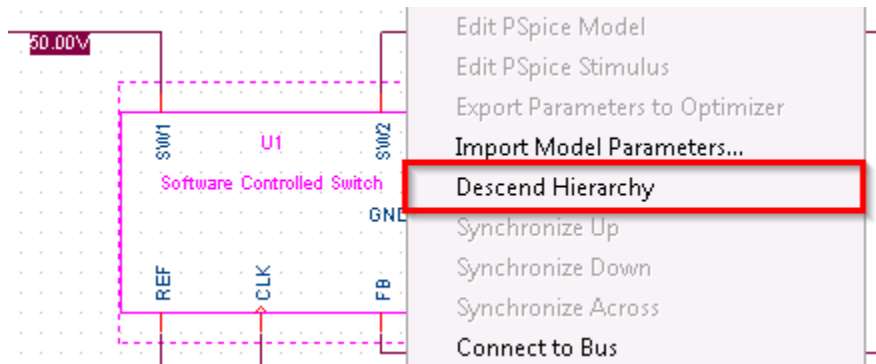 50.00V
SW1
U1
SW2
Software Controlled Switch
GND
REF
CLK
FB
Edit PSpice Model
Edit PSpice Stimulus
Export Parameters to Optimizer
Import Model Parameters...
Descend Hierarchy
Synchronize Up
Synchronize Down
Synchronize Across
Connect to Bus